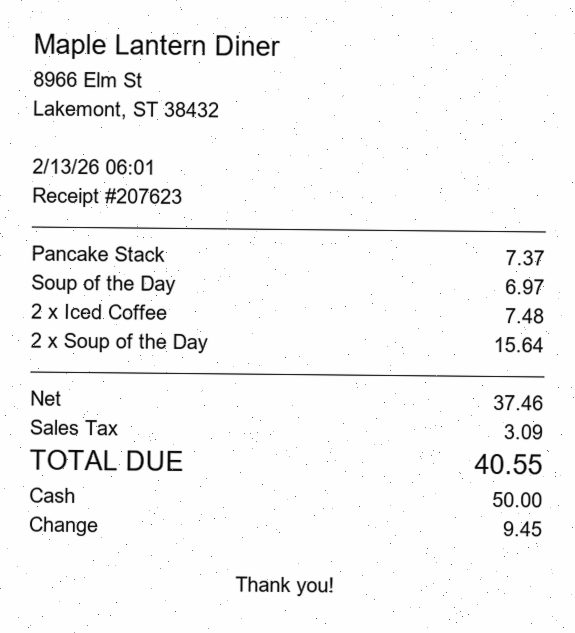 Maple Lantern Diner
8966 Elm St
Lakemont, ST 38432
2/13/26 06:01
Receipt #207623
Pancake Stack 7.37
Soup of the Day 6.97
2 x Iced Coffee 7.48
2 x Soup of the Day 15.64
Net 37.46
Sales Tax 3.09
TOTAL DUE 40.55
Cash 50.00
Change 9.45
Thank you!